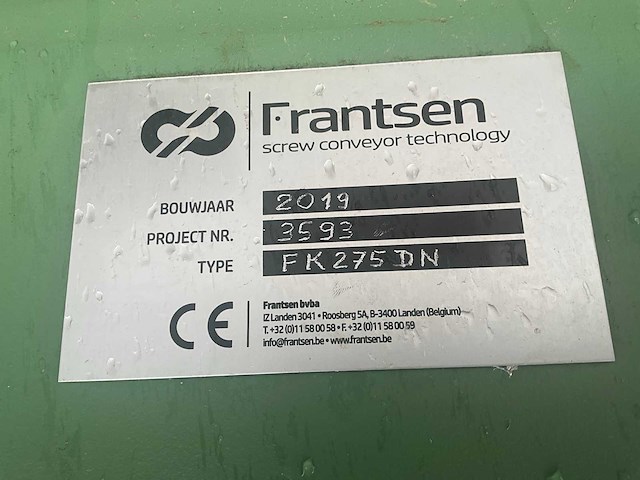 Frantsen
screw conveyor technology
BOUWJAAR 2019
PROJECT NR. 3593
TYPE FK275DN
CE
Frantsen bvba
IZ Landen 3041 • Roosberg 5A, B-3400 Landen (Belgium)
T. +32 (0)11 58 00 58 • F. +32 (0)11 58 00 59
info@frantsen.be • www.frantsen.be